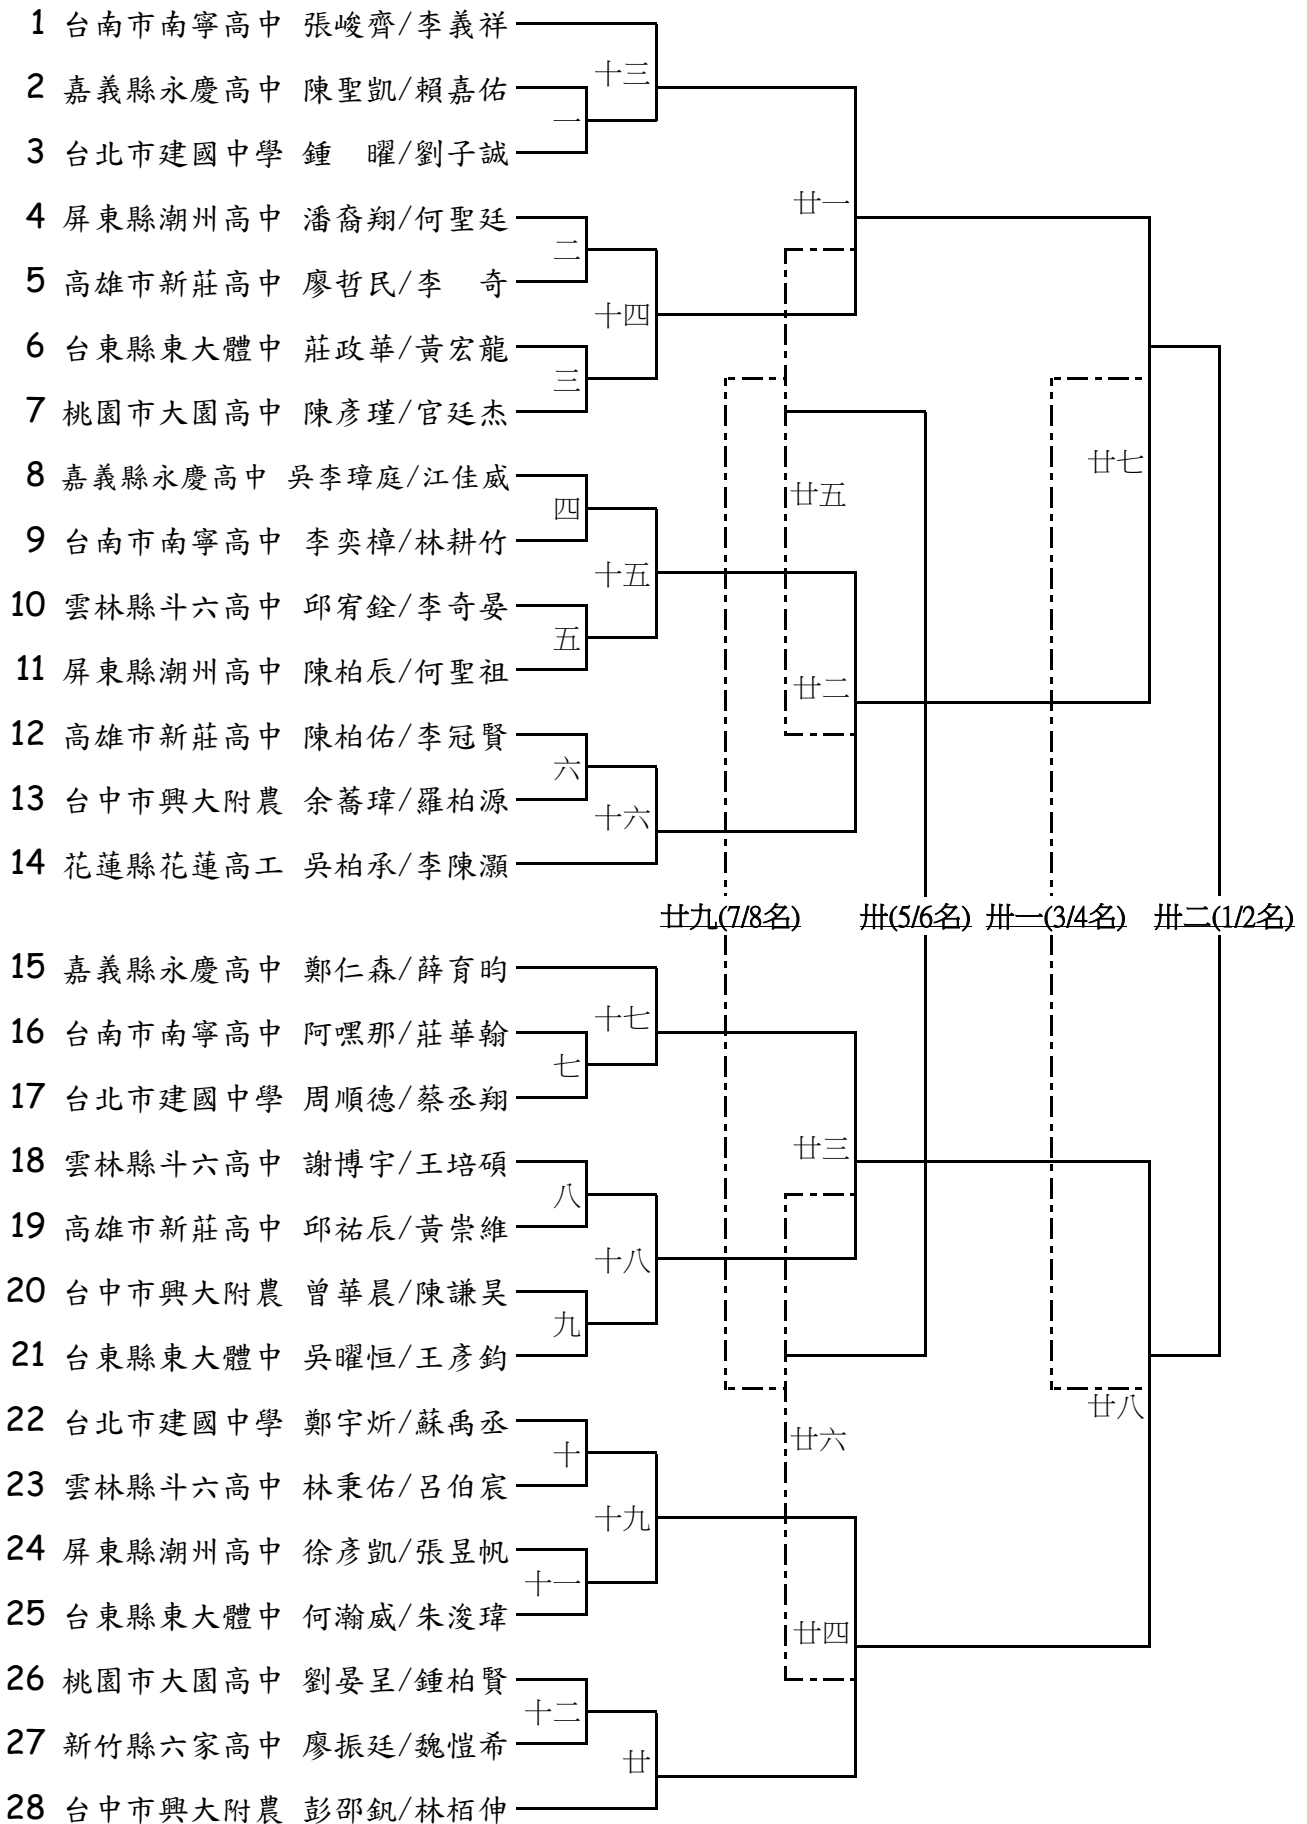 1 台南市南寧高中 張峻齊/李義祥
十三
2 嘉義縣永慶高中 陳聖凱/賴嘉佑
一
3 台北市建國中學 鍾　曜/劉子誠
廿一
4 屏東縣潮州高中 潘裔翔/何聖廷
二
5 高雄市新莊高中 廖哲民/李　奇
十四
6 台東縣東大體中 莊政華/黃宏龍
三
7 桃園市大園高中 陳彥瑾/官廷杰
廿七
8 嘉義縣永慶高中 吳李璋庭/江佳威
廿五
四
9 台南市南寧高中 李奕樟/林耕竹
十五
10 雲林縣斗六高中 邱宥銓/李奇晏
五
11 屏東縣潮州高中 陳柏辰/何聖祖
廿二
12 高雄市新莊高中 陳柏佑/李冠賢
六
13 台中市興大附農 余蕎瑋/羅柏源
十六
14 花蓮縣花蓮高工 吳柏承/李陳灝
廿九(7/8名) 卅(5/6名) 卅一(3/4名) 卅二(1/2名)
15 嘉義縣永慶高中 鄭仁森/薛育昀
十七
16 台南市南寧高中 阿嘿那/莊華翰
七
17 台北市建國中學 周順德/蔡丞翔
廿三
18 雲林縣斗六高中 謝博宇/王培碩
八
19 高雄市新莊高中 邱祐辰/黃崇維
十八
20 台中市興大附農 曾華晨/陳謙昊
九
21 台東縣東大體中 吳曜恒/王彥鈞
廿八
22 台北市建國中學 鄭宇炘/蘇禹丞
廿六
十
23 雲林縣斗六高中 林秉佑/呂伯宸
十九
24 屏東縣潮州高中 徐彥凱/張昱帆
十一
25 台東縣東大體中 何瀚威/朱浚瑋
廿四
26 桃園市大園高中 劉晏呈/鍾柏賢
十二
27 新竹縣六家高中 廖振廷/魏愷希
廿
28 台中市興大附農 彭邵釩/林栢伸